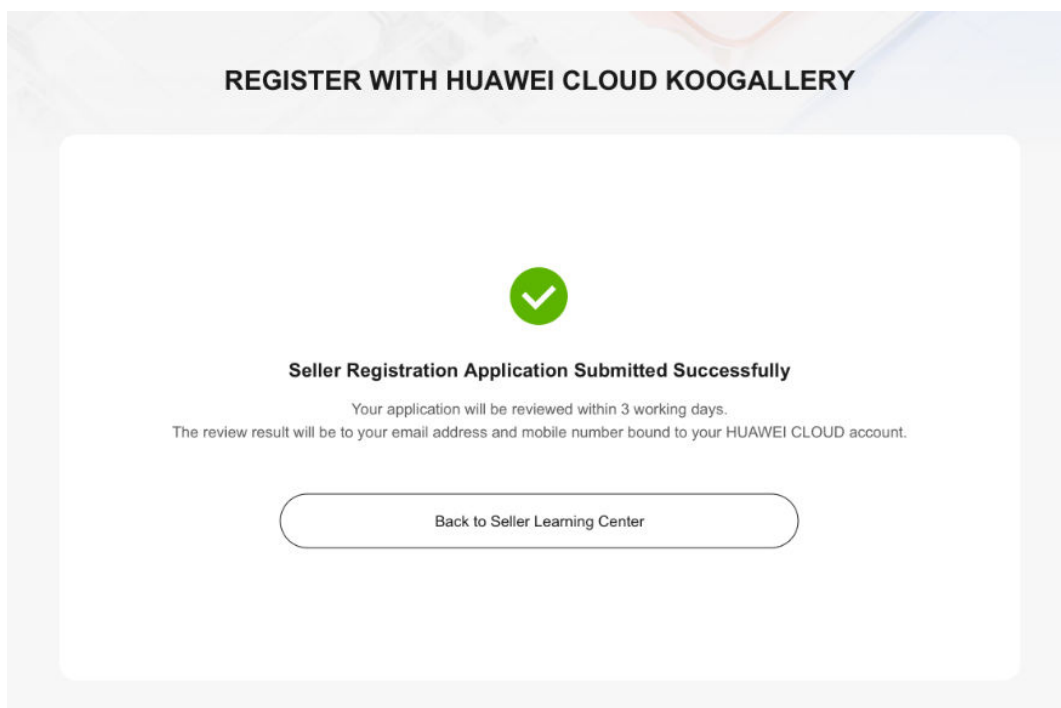 REGISTER WITH HUAWEI CLOUD KOOGALLERY
Seller Registration Application Submitted Successfully
Your application will be reviewed within 3 working days.
The review result will be to your email address and mobile number bound to your HUAWEI CLOUD account.
Back to Seller Learning Center